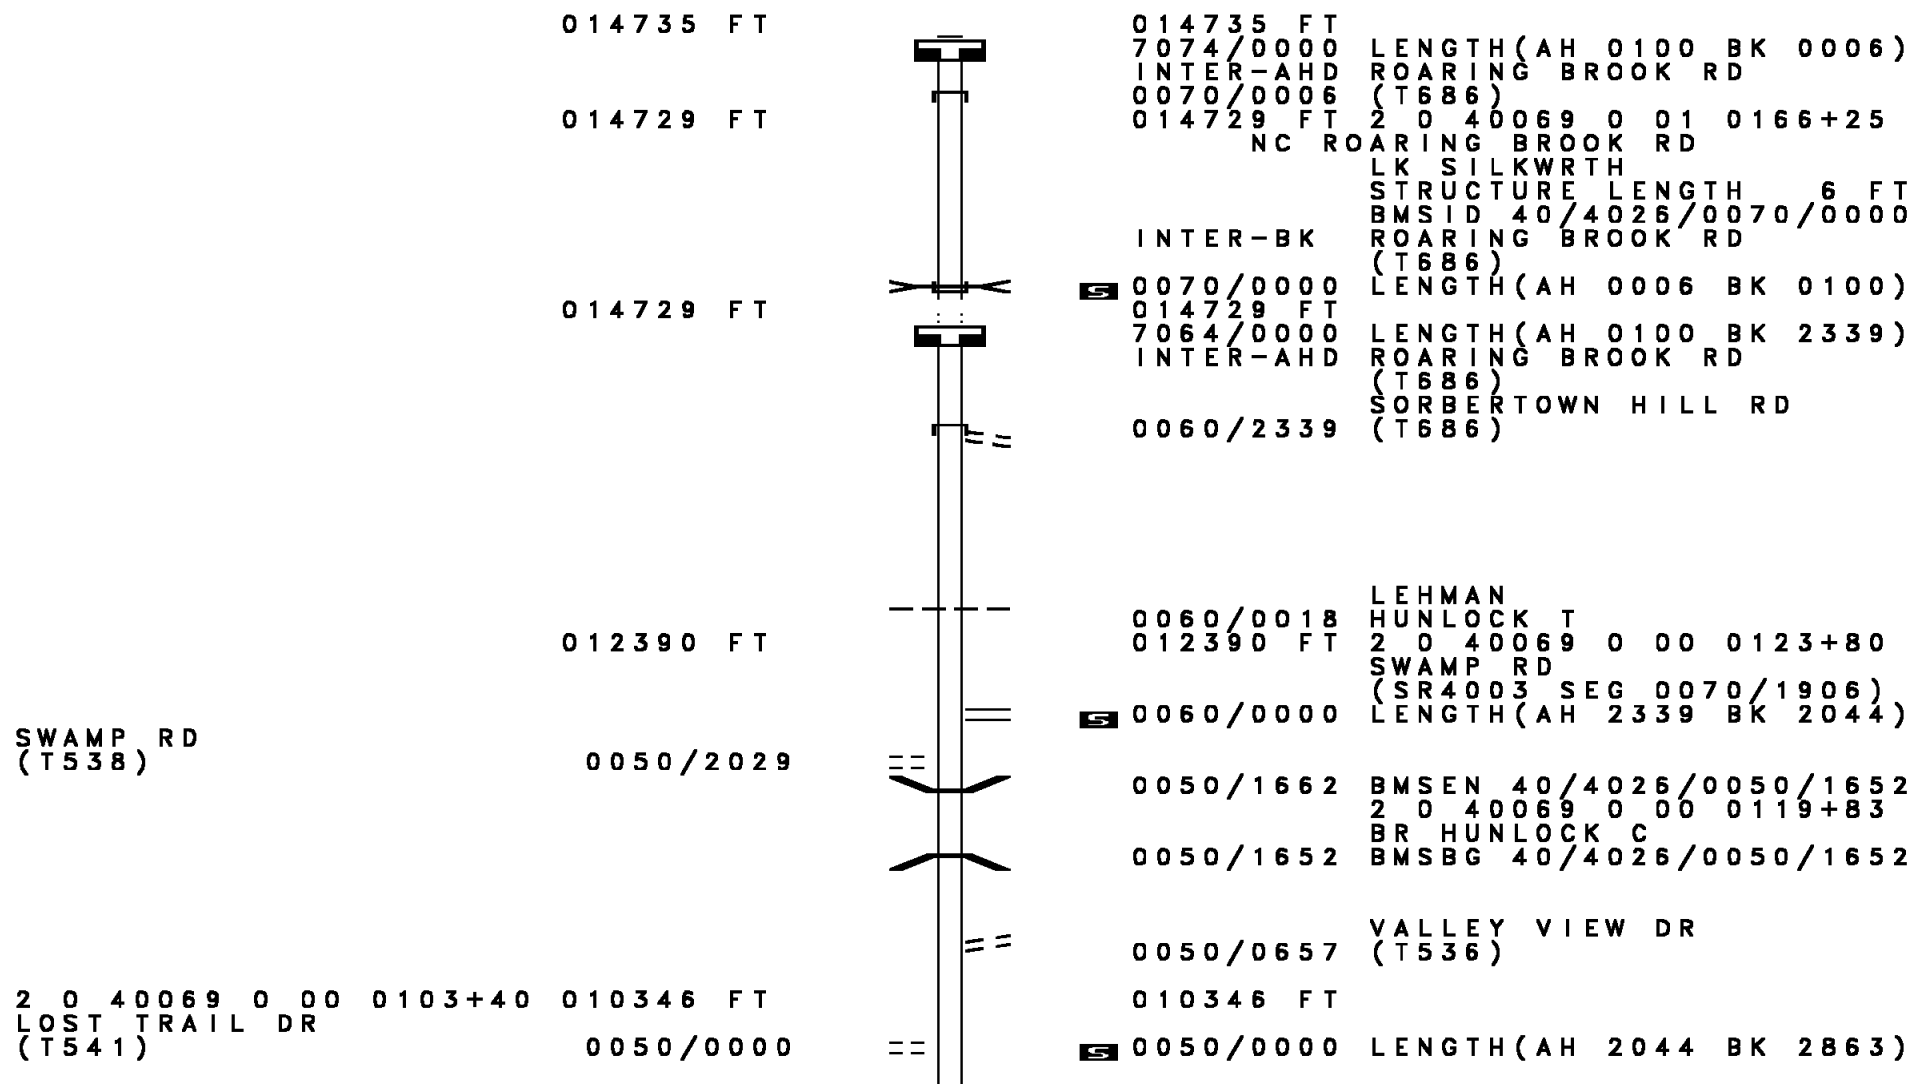 014735 FT 014735 FT
7074/0000 LENGTH(AH 0100 BK 0006)
INTER-AHD ROARING BROOK RD
0070/0006 (T686)
014729 FT 014729 FT 2 0 40069 0 01 0166+25
NC ROARING BROOK RD
LK SILKWRTH
STRUCTURE LENGTH 6 FT
BMSID 40/4026/0070/0000
INTER-BK ROARING BROOK RD
(T686)
S 0070/0000 LENGTH(AH 0006 BK 0100)
014729 FT 014729 FT
7064/0000 LENGTH(AH 0100 BK 2339)
INTER-AHD ROARING BROOK RD
(T686)
SORBERTOWN HILL RD
0060/2339 (T686)
LEHMAN
0060/0018 HUNLOCK T
012390 FT 012390 FT 2 0 40069 0 00 0123+80
SWAMP RD
(SR4003 SEG 0070/1906)
S 0060/0000 LENGTH(AH 2339 BK 2044)
SWAMP RD
(T538) 0050/2029
0050/1662 BMSEN 40/4026/0050/1652
2 0 40069 0 00 0119+83
BR HUNLOCK C
0050/1652 BMSBG 40/4026/0050/1652
VALLEY VIEW DR
0050/0657 (T536)
2 0 40069 0 00 0103+40 010346 FT 010346 FT
LOST TRAIL DR
(T541) 0050/0000 S 0050/0000 LENGTH(AH 2044 BK 2863)